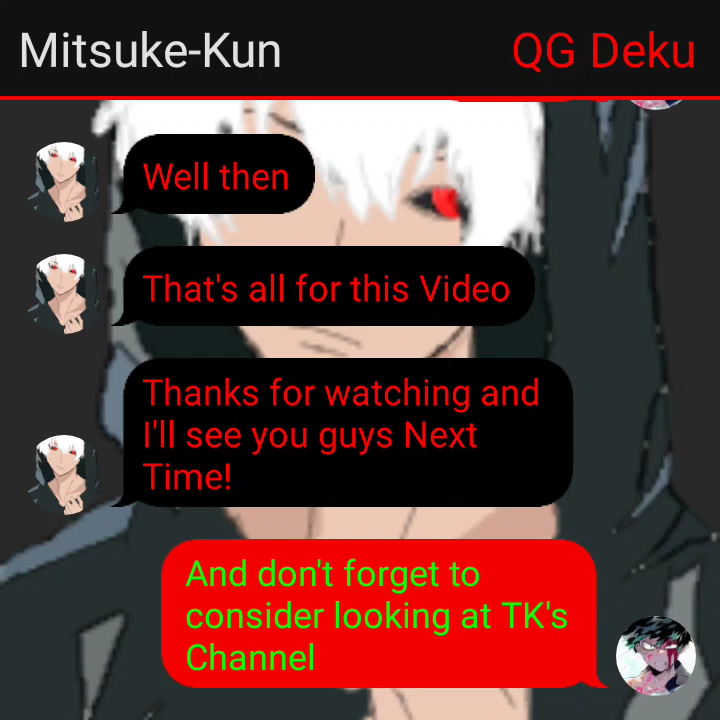 Mitsuke-Kun QG Deku
Well then
That's all for this Video
Thanks for watching and
I'll see you guys Next
Time!
And don't forget to
consider looking at TK's
Channel